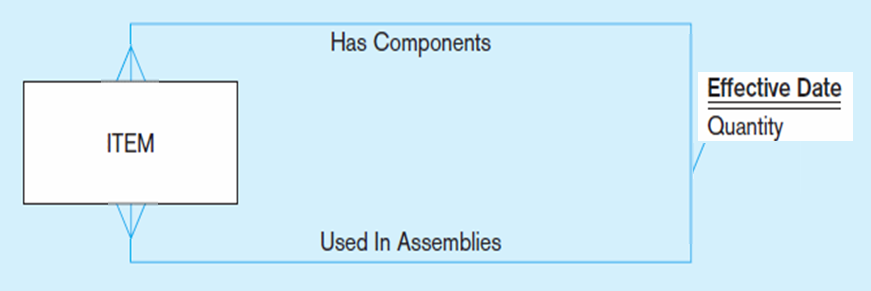 Has Components
Effective Date
Quantity
ITEM
Used In Assemblies